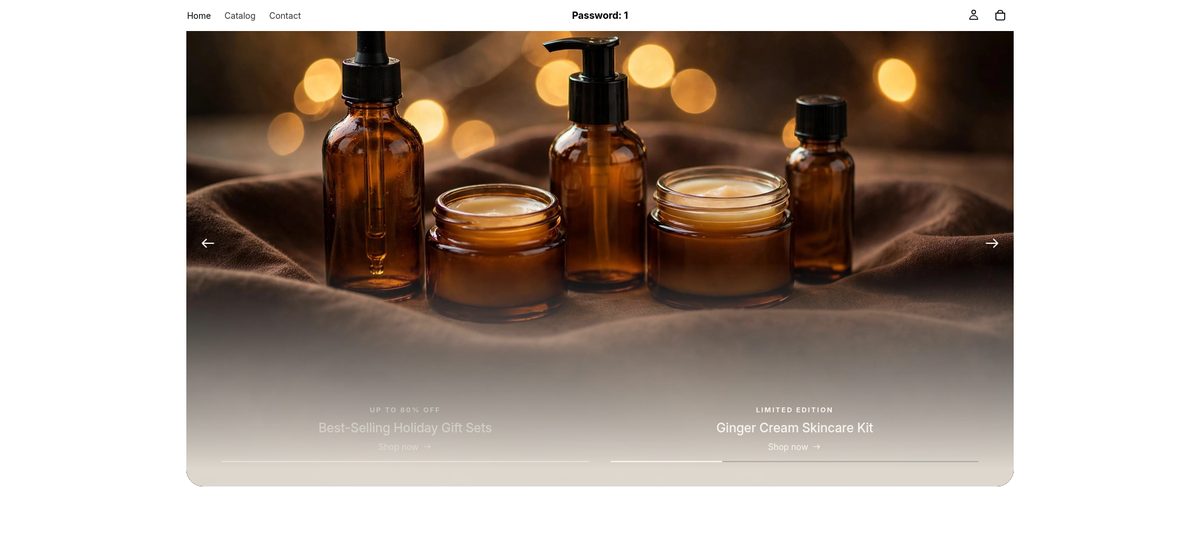 Home Catalog Contact
Password: 1
UP TO 60% OFF
Best-Selling Holiday Gift Sets
Shop now →
LIMITED EDITION
Ginger Cream Skincare Kit
Shop now →